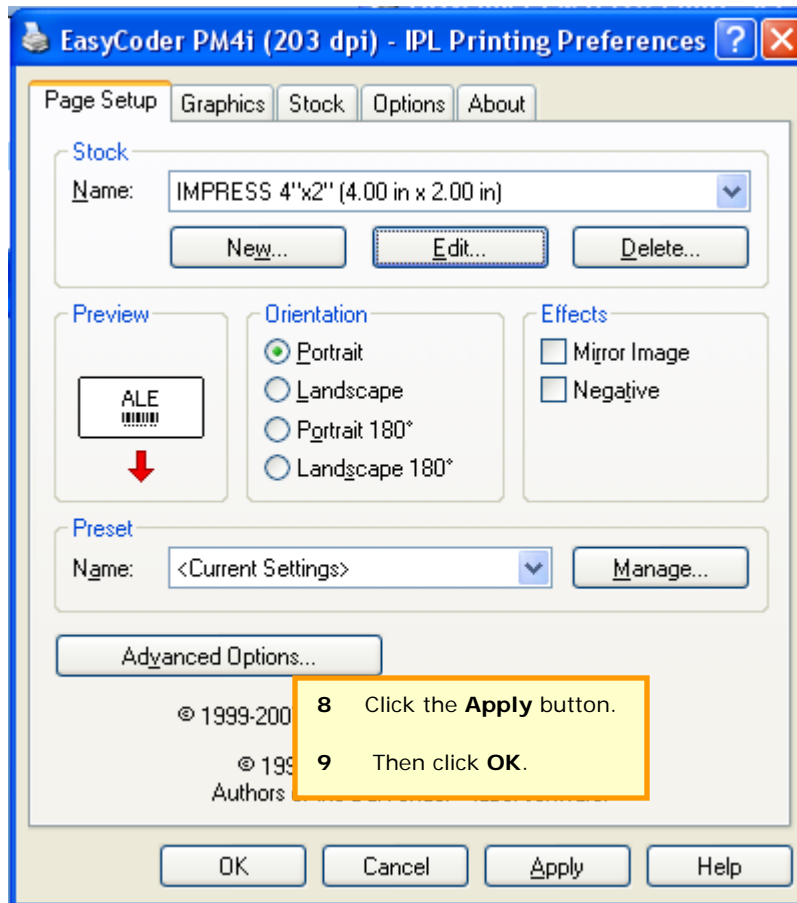 EasyCoder PM4i (203 dpi) - IPL Printing Preferences
Page Setup Graphics Stock Options About
Stock
Name: IMPRESS 4"x2" (4.00 in x 2.00 in)
New... Edit... Delete...
Preview Orientation Effects
Portrait Mirror Image
ALE Landscape Negative
Portrait 180°
Landscape 180°
Preset
Name: <Current Settings> Manage...
Advanced Options...
8 Click the Apply button.
© 1999-200
9 Then click OK.
© 199
Authors
OK Cancel Apply Help